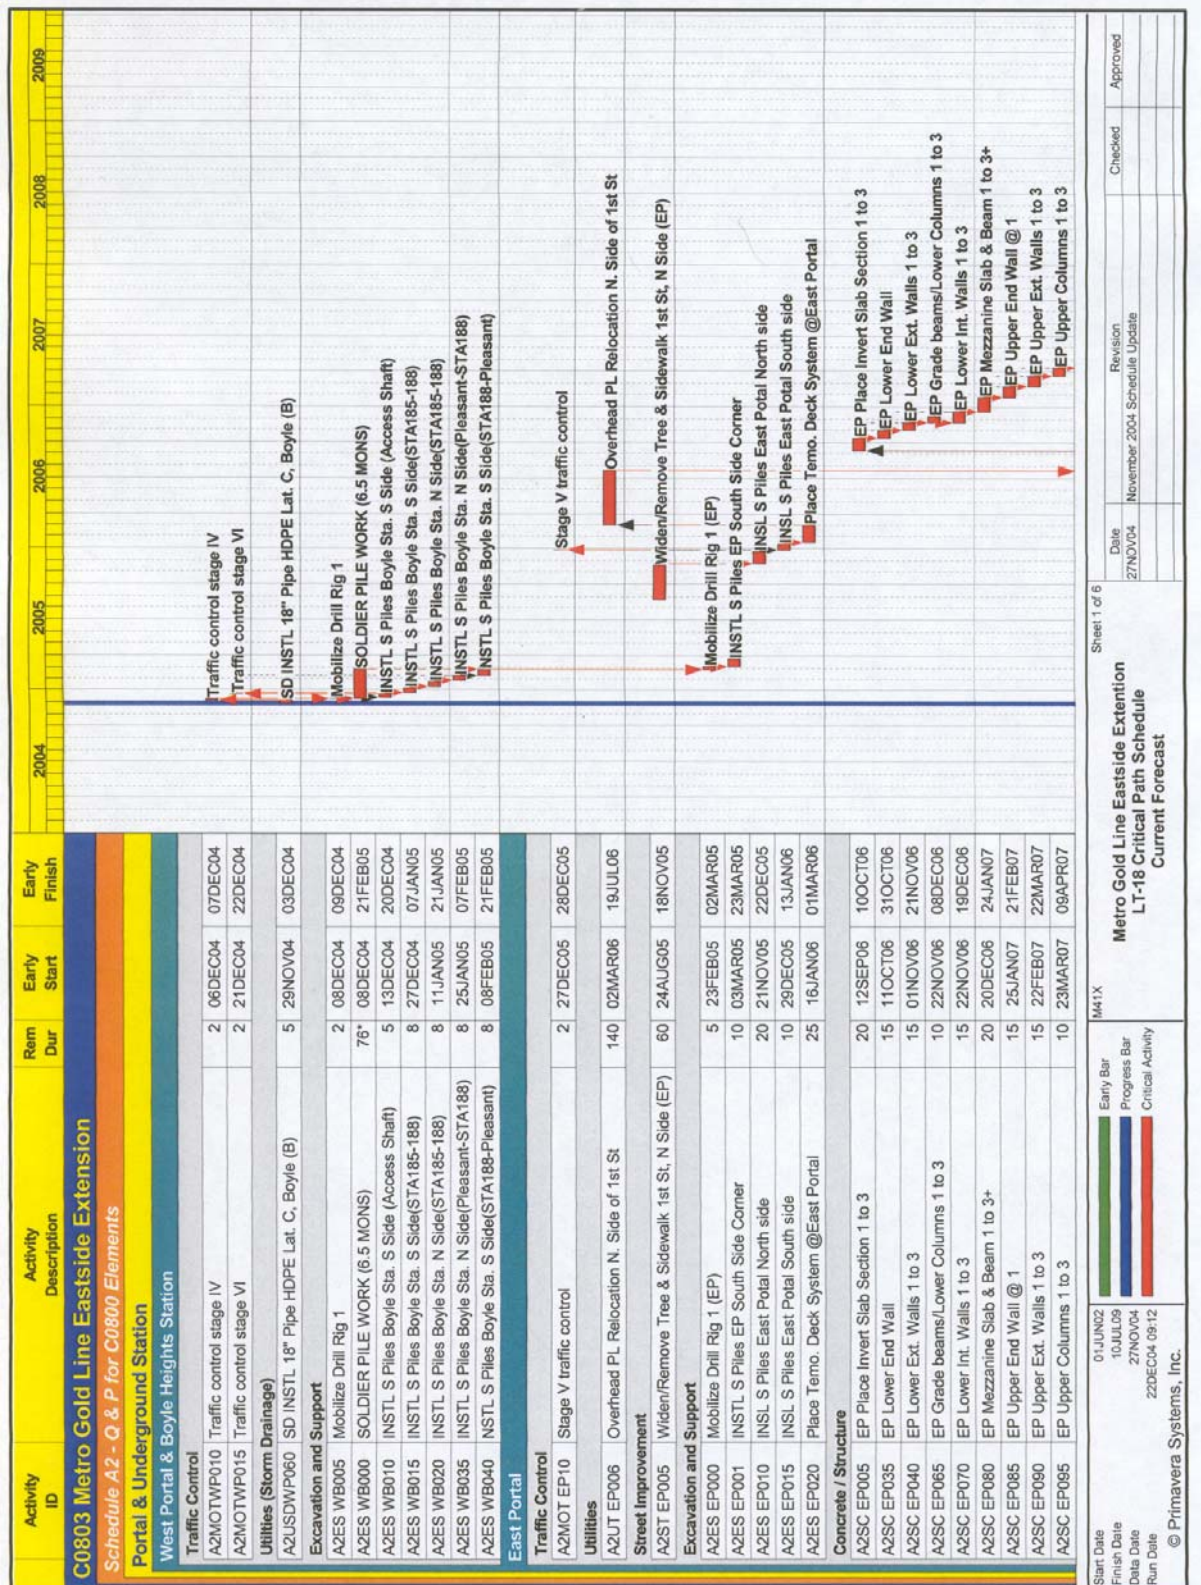 Activity ID Activity Description Rem Dur Early Start Early Finish 2004 2005 2006 2007 2008 2009
C0803 Metro Gold Line Eastside Extension
Schedule A2 - Q & P for C0800 Elements
Portal & Underground Station
West Portal & Boyle Heights Station
Traffic Control
A2MOTWP010 Traffic control stage IV 2 06DEC04 07DEC04 Traffic control stage IV
A2MOTWP015 Traffic control stage VI 2 21DEC04 22DEC04 Traffic control stage VI
Utilties (Storm Drainage)
A2USDWP060 SD INSTL 18" Pipe HDPE Lat. C, Boyle (B) 5 29NOV04 03DEC04 SD INSTL 18" Pipe HDPE Lat. C, Boyle (B)
Excavation and Support
A2ES WB005 Mobilize Drill Rig 1 2 08DEC04 09DEC04 Mobilize Drill Rig 1
A2ES WB000 SOLDIER PILE WORK (6.5 MONS) 76* 08DEC04 21FEB05 SOLDIER PILE WORK (6.5 MONS)
A2ES WB010 INSTL S Piles Boyle Sta. S Side (Access Shaft) 5 13DEC04 20DEC04 INSTL S Piles Boyle Sta. S Side (Access Shaft)
A2ES WB015 INSTL S Piles Boyle Sta. S Side(STA185-188) 8 27DEC04 07JAN05 INSTL S Piles Boyle Sta. S Side(STA185-188)
A2ES WB020 INSTL S Piles Boyle Sta. N Side(STA185-188) 8 11JAN05 21JAN05 INSTL S Piles Boyle Sta. N Side(STA185-188)
A2ES WB035 INSTL S Piles Boyle Sta. N Side(Pleasant-STA188) 8 25JAN05 07FEB05 INSTL S Piles Boyle Sta. N Side(Pleasant-STA188)
A2ES WB040 NSTL S Piles Boyle Sta. S Side(STA188-Pleasant) 8 08FEB05 21FEB05 NSTL S Piles Boyle Sta. S Side(STA188-Pleasant)
East Portal
Traffic Control
A2MOT EP10 Stage V traffic control 2 27DEC05 28DEC05 Stage V traffic control
Utilities
A2UT EP006 Overhead PL Relocation N. Side of 1st St 140 02MAR06 19JUL06 Overhead PL Relocation N. Side of 1st St
Street Improvement
A2ST EP005 Widen/Remove Tree & Sidewalk 1st St, N Side (EP) 60 24AUG05 18NOV05 Widen/Remove Tree & Sidewalk 1st St, N Side (EP)
Excavation and Support
A2ES EP000 Mobilize Drill Rig 1 (EP) 5 23FEB05 02MAR05 Mobilize Drill Rig 1 (EP)
A2ES EP001 INSTL S Piles EP South Side Corner 10 03MAR05 23MAR05 INSTL S Piles EP South Side Corner
A2ES EP010 INSL S Piles East Potal North side 20 21NOV05 22DEC05 INSL S Piles East Potal North side
A2ES EP015 INSL S Piles East Potal South side 10 29DEC05 13JAN06 INSL S Piles East Potal South side
A2ES EP020 Place Temo. Deck System @East Portal 25 16JAN06 01MAR06 Place Temo. Deck System @East Portal
Concrete / Structure
A2SC EP005 EP Place Invert Slab Section 1 to 3 20 12SEP06 10OCT06 EP Place Invert Slab Section 1 to 3
A2SC EP035 EP Lower End Wall 15 11OCT06 31OCT06 EP Lower End Wall
A2SC EP040 EP Lower Ext. Walls 1 to 3 15 01NOV06 21NOV06 EP Lower Ext. Walls 1 to 3
A2SC EP065 EP Grade beams/Lower Columns 1 to 3 10 22NOV06 08DEC06 EP Grade beams/Lower Columns 1 to 3
A2SC EP070 EP Lower Int. Walls 1 to 3 15 22NOV06 19DEC06 EP Lower Int. Walls 1 to 3
A2SC EP080 EP Mezzanine Slab & Beam 1 to 3+ 20 20DEC06 24JAN07 EP Mezzanine Slab & Beam 1 to 3+
A2SC EP085 EP Upper End Wall @ 1 15 25JAN07 21FEB07 EP Upper End Wall @ 1
A2SC EP090 EP Upper Ext. Walls 1 to 3 15 22FEB07 22MAR07 EP Upper Ext. Walls 1 to 3
A2SC EP095 EP Upper Columns 1 to 3 10 23MAR07 09APR07 EP Upper Columns 1 to 3
Start Date 01JUN02
Finish Date 10JUL09
Data Date 27NOV04
Run Date 22DEC04 09:12
© Primavera Systems, Inc.
Early Bar
Progress Bar
Critical Activity
M41X
Sheet 1 of 6
Metro Gold Line Eastside Extention
LT-18 Critical Path Schedule
Current Forecast
Date Revision Checked Approved
27NOV04 November 2004 Schedule Update